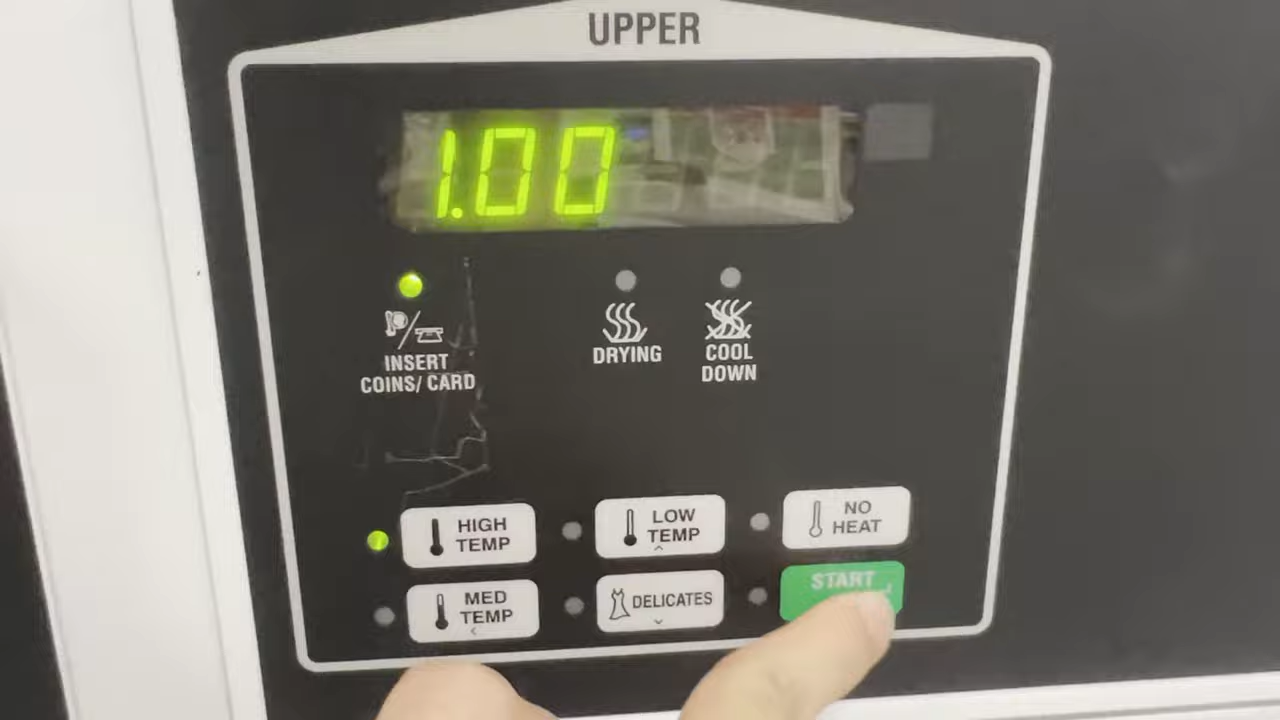 UPPER
1.00
INSERT
COINS/ CARD
DRYING
COOL
DOWN
HIGH
TEMP
LOW
TEMP
NO
HEAT
MED
TEMP
DELICATES
START